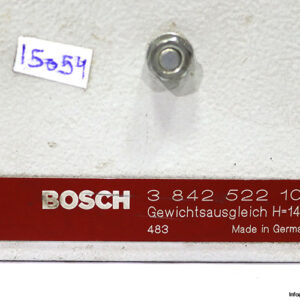 15054
BOSCH 3 842 522 10
Gewichtsausgleich H=14
483 Made in Germa